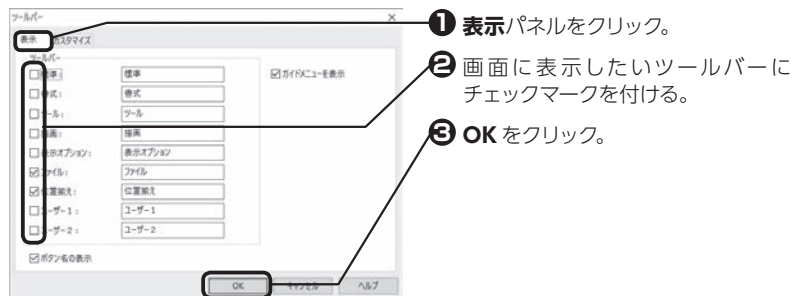 ツールバー
×
❶ 表示パネルをクリック。
表示 カスタマイズ
ツールバー
標準: 標準
ガイドメニューを表示
❷ 画面に表示したいツールバーに
チェックマークを付ける。
書式: 書式
ツール: ツール
描画: 描画
表示オプション: 表示オプション
❸ OK をクリック。
ファイル: ファイル
位置揃え: 位置揃え
ユーザー1: ユーザー1
ユーザー2: ユーザー2
ボタン名の表示
OK キャンセル ヘルプ